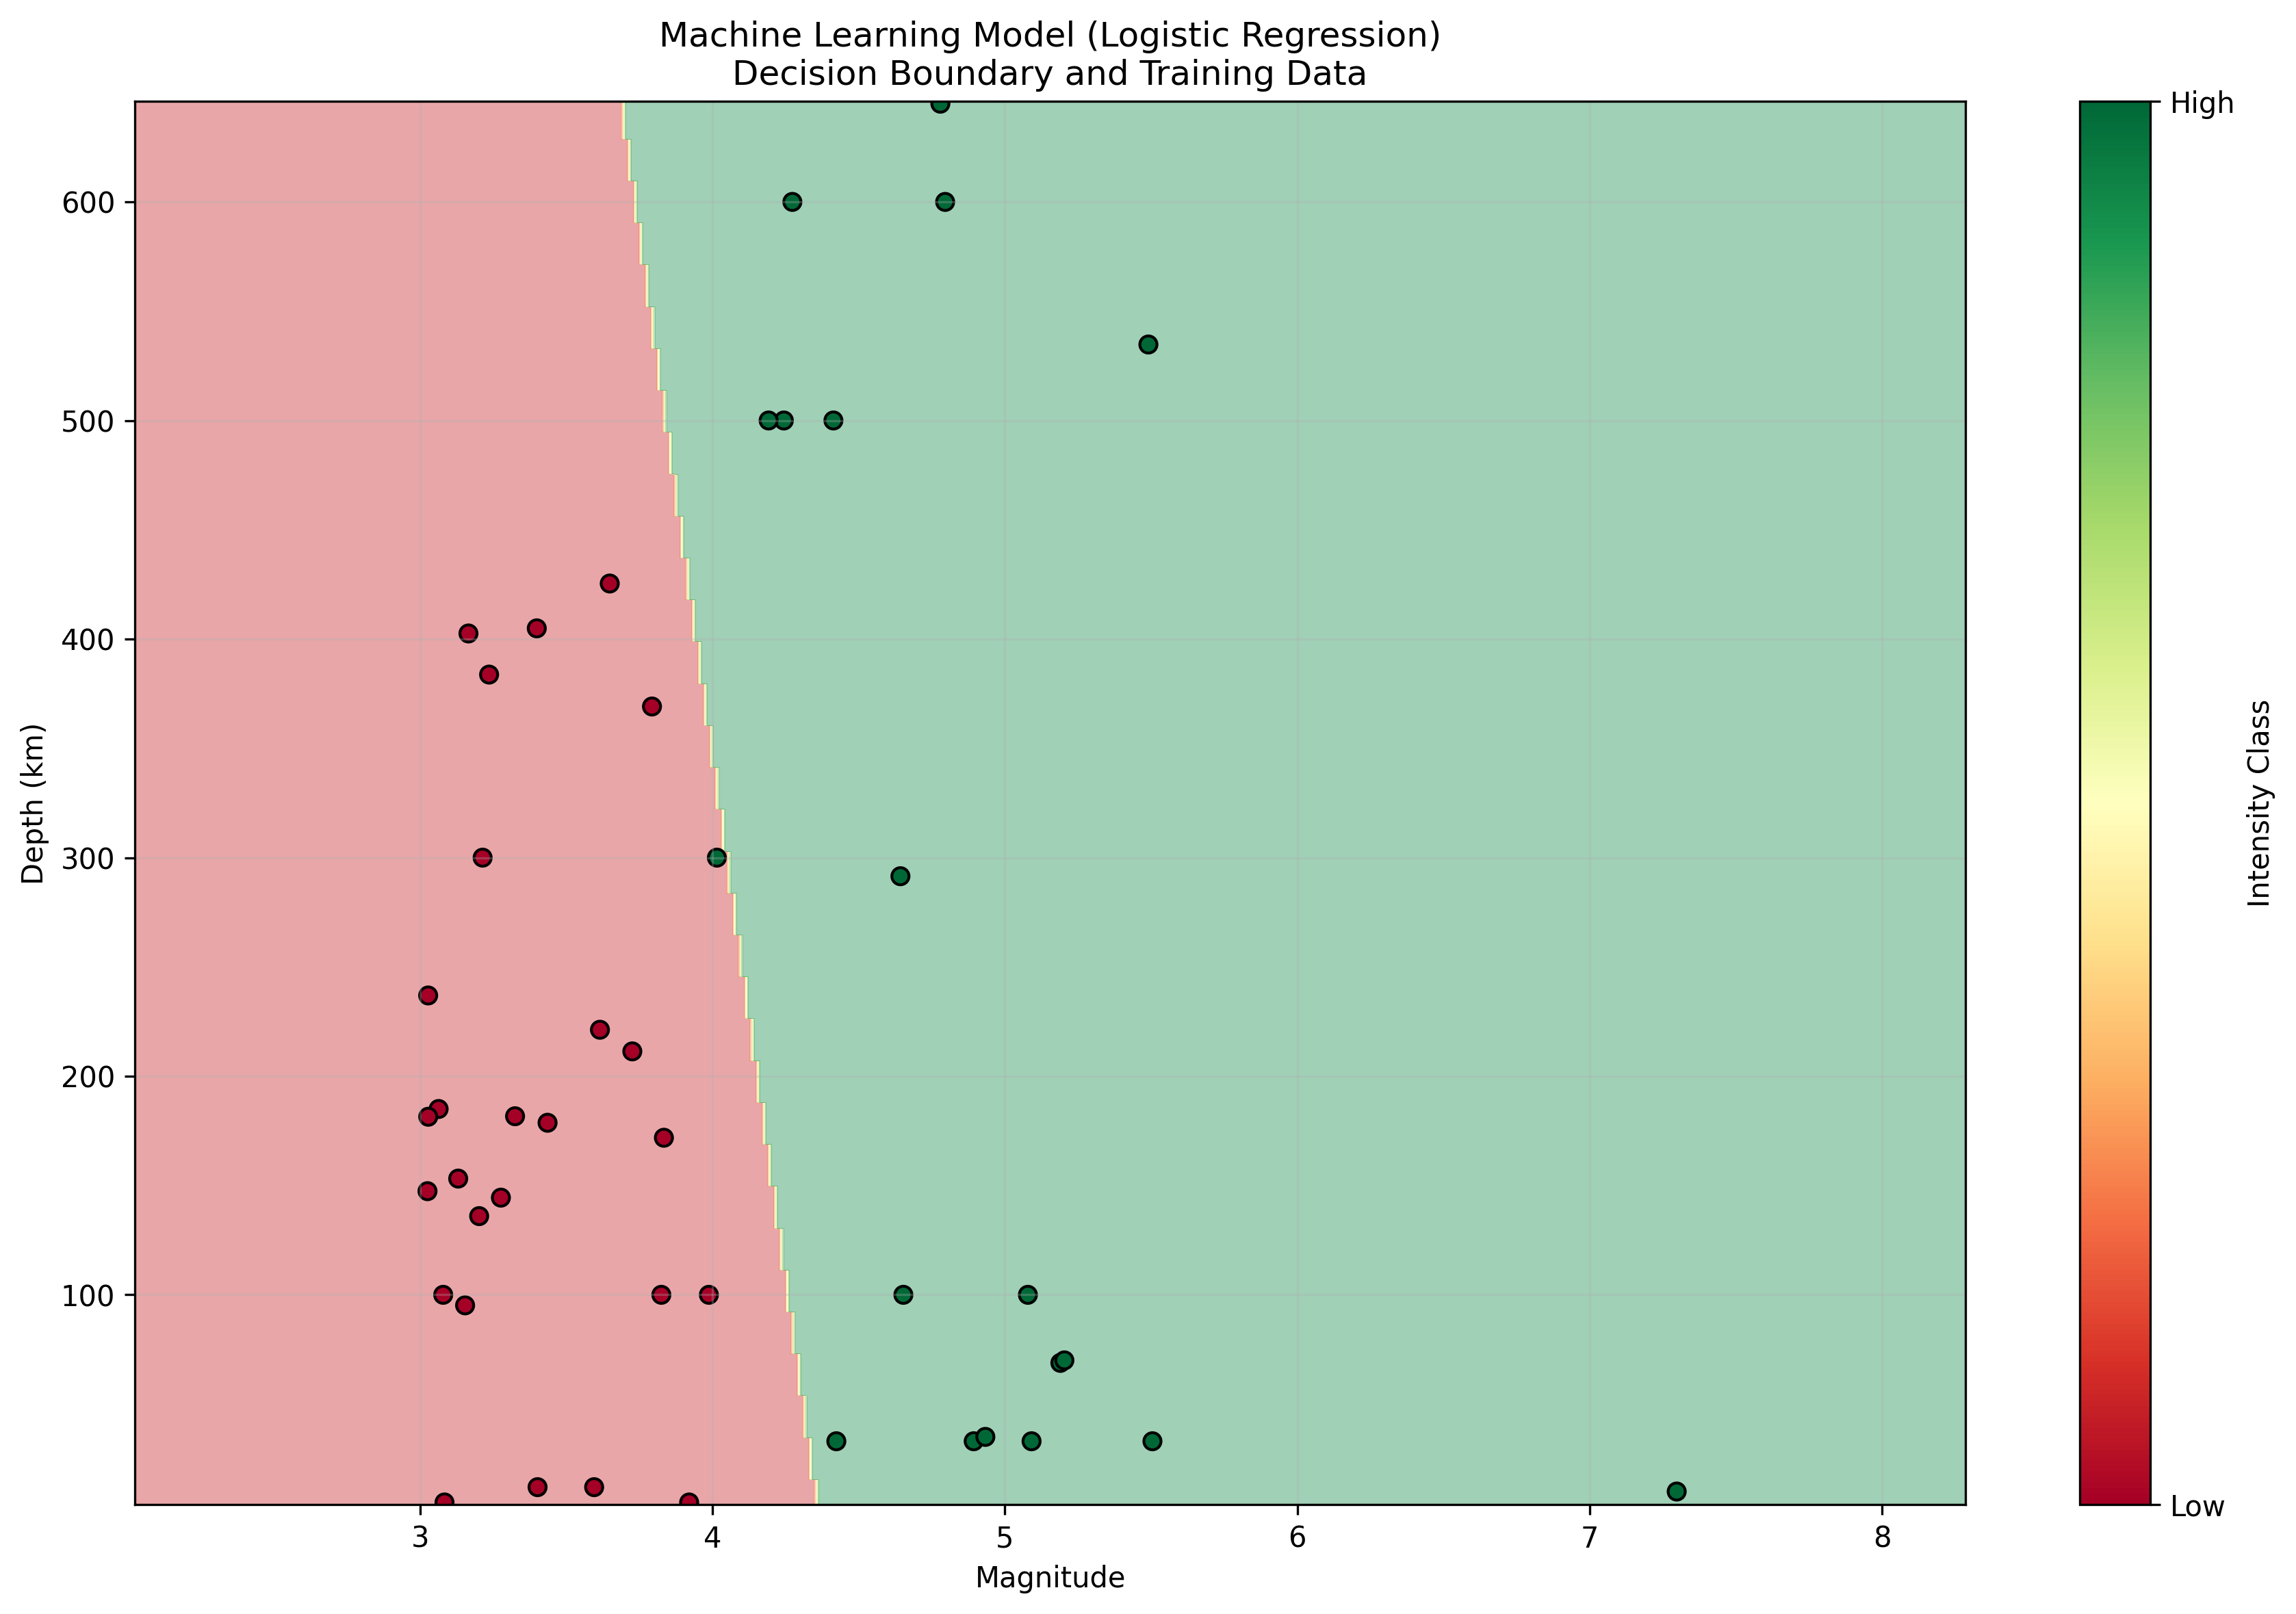 Machine Learning Model (Logistic Regression)
Decision Boundary and Training Data
High
600
500
400
300
200
100
Depth (km)
Intensity Class
Low
3 4 5 6 7 8
Magnitude